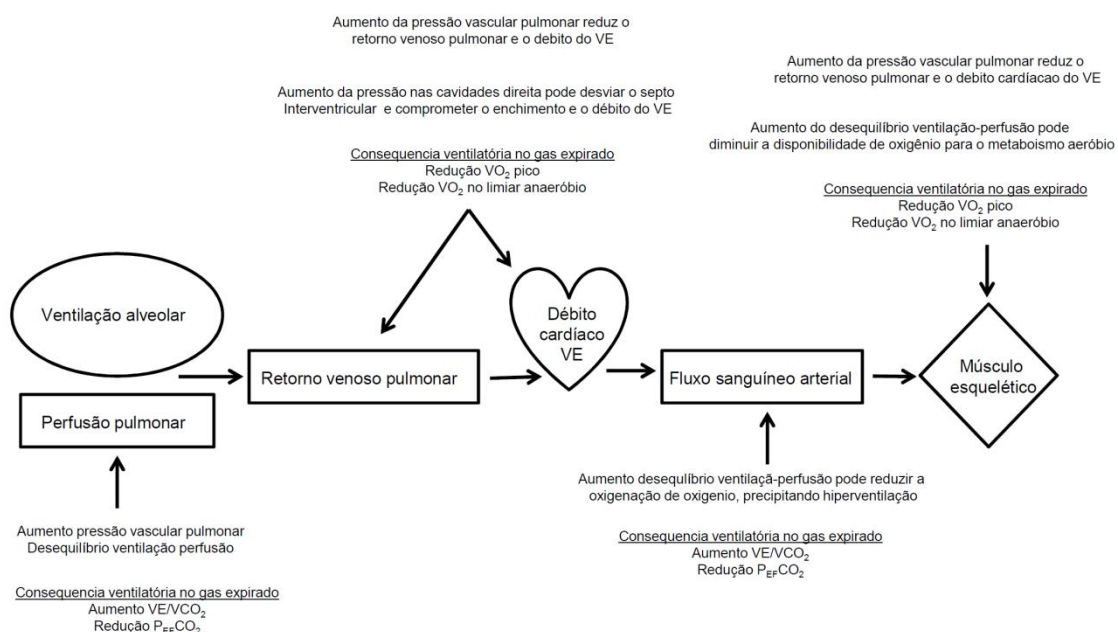 Aumento da pressão vascular pulmonar reduz o
retorno venoso pulmonar e o debito do VE
Aumento da pressão nas cavidades direita pode desviar o septo
Interventricular e comprometer o enchimento e o débito do VE
Consequencia ventilatória no gas expirado
Redução VO₂ pico
Redução VO₂ no limiar anaeróbio
Aumento da pressão vascular pulmonar reduz o
retorno venoso pulmonar e o debito cardíacao do VE
Aumento do desequilíbrio ventilação-perfusão pode
diminuir a disponibilidade de oxigênio para o metaboismo aeróbio
Consequencia ventilatória no gas expirado
Redução VO₂ pico
Redução VO₂ no limiar anaeróbio
Ventilação alveolar
Perfusão pulmonar
Retorno venoso pulmonar
Débito
cardíaco
VE
Fluxo sanguíneo arterial
Músculo
esquelético
Aumento pressão vascular pulmonar
Desequilíbrio ventilação perfusão
Consequencia ventilatória no gas expirado
Aumento VE/VCO₂
Redução P_EFCO₂
Aumento desequlíbrio ventilaçã-perfusão pode reduzir a
oxigenação de oxigenio, precipitando hiperventilação
Consequencia ventilatória no gas expirado
Aumento VE/VCO₂
Redução P_EFCO₂